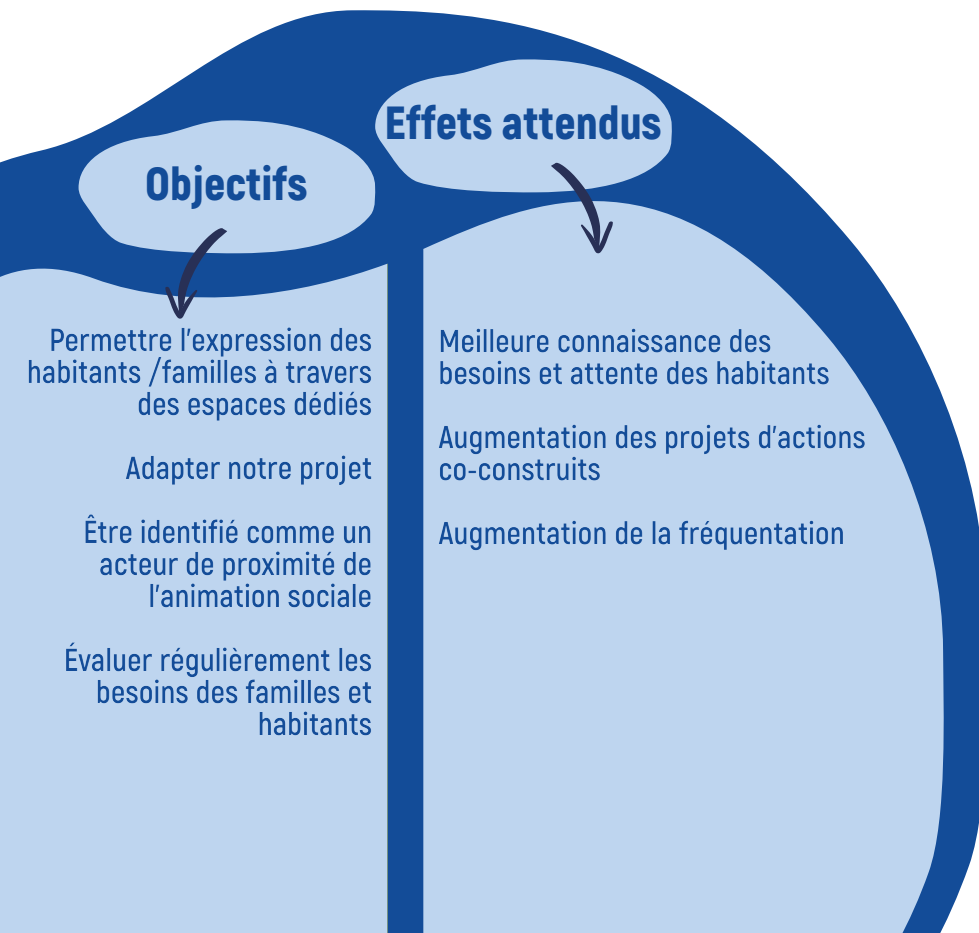 Objectifs
Permettre l'expression des
habitants /familles à travers
des espaces dédiés
Adapter notre projet
Être identifié comme un
acteur de proximité de
l'animation sociale
Évaluer régulièrement les
besoins des familles et
habitants
Effets attendus
Meilleure connaissance des
besoins et attente des habitants
Augmentation des projets d'actions
co-construits
Augmentation de la fréquentation